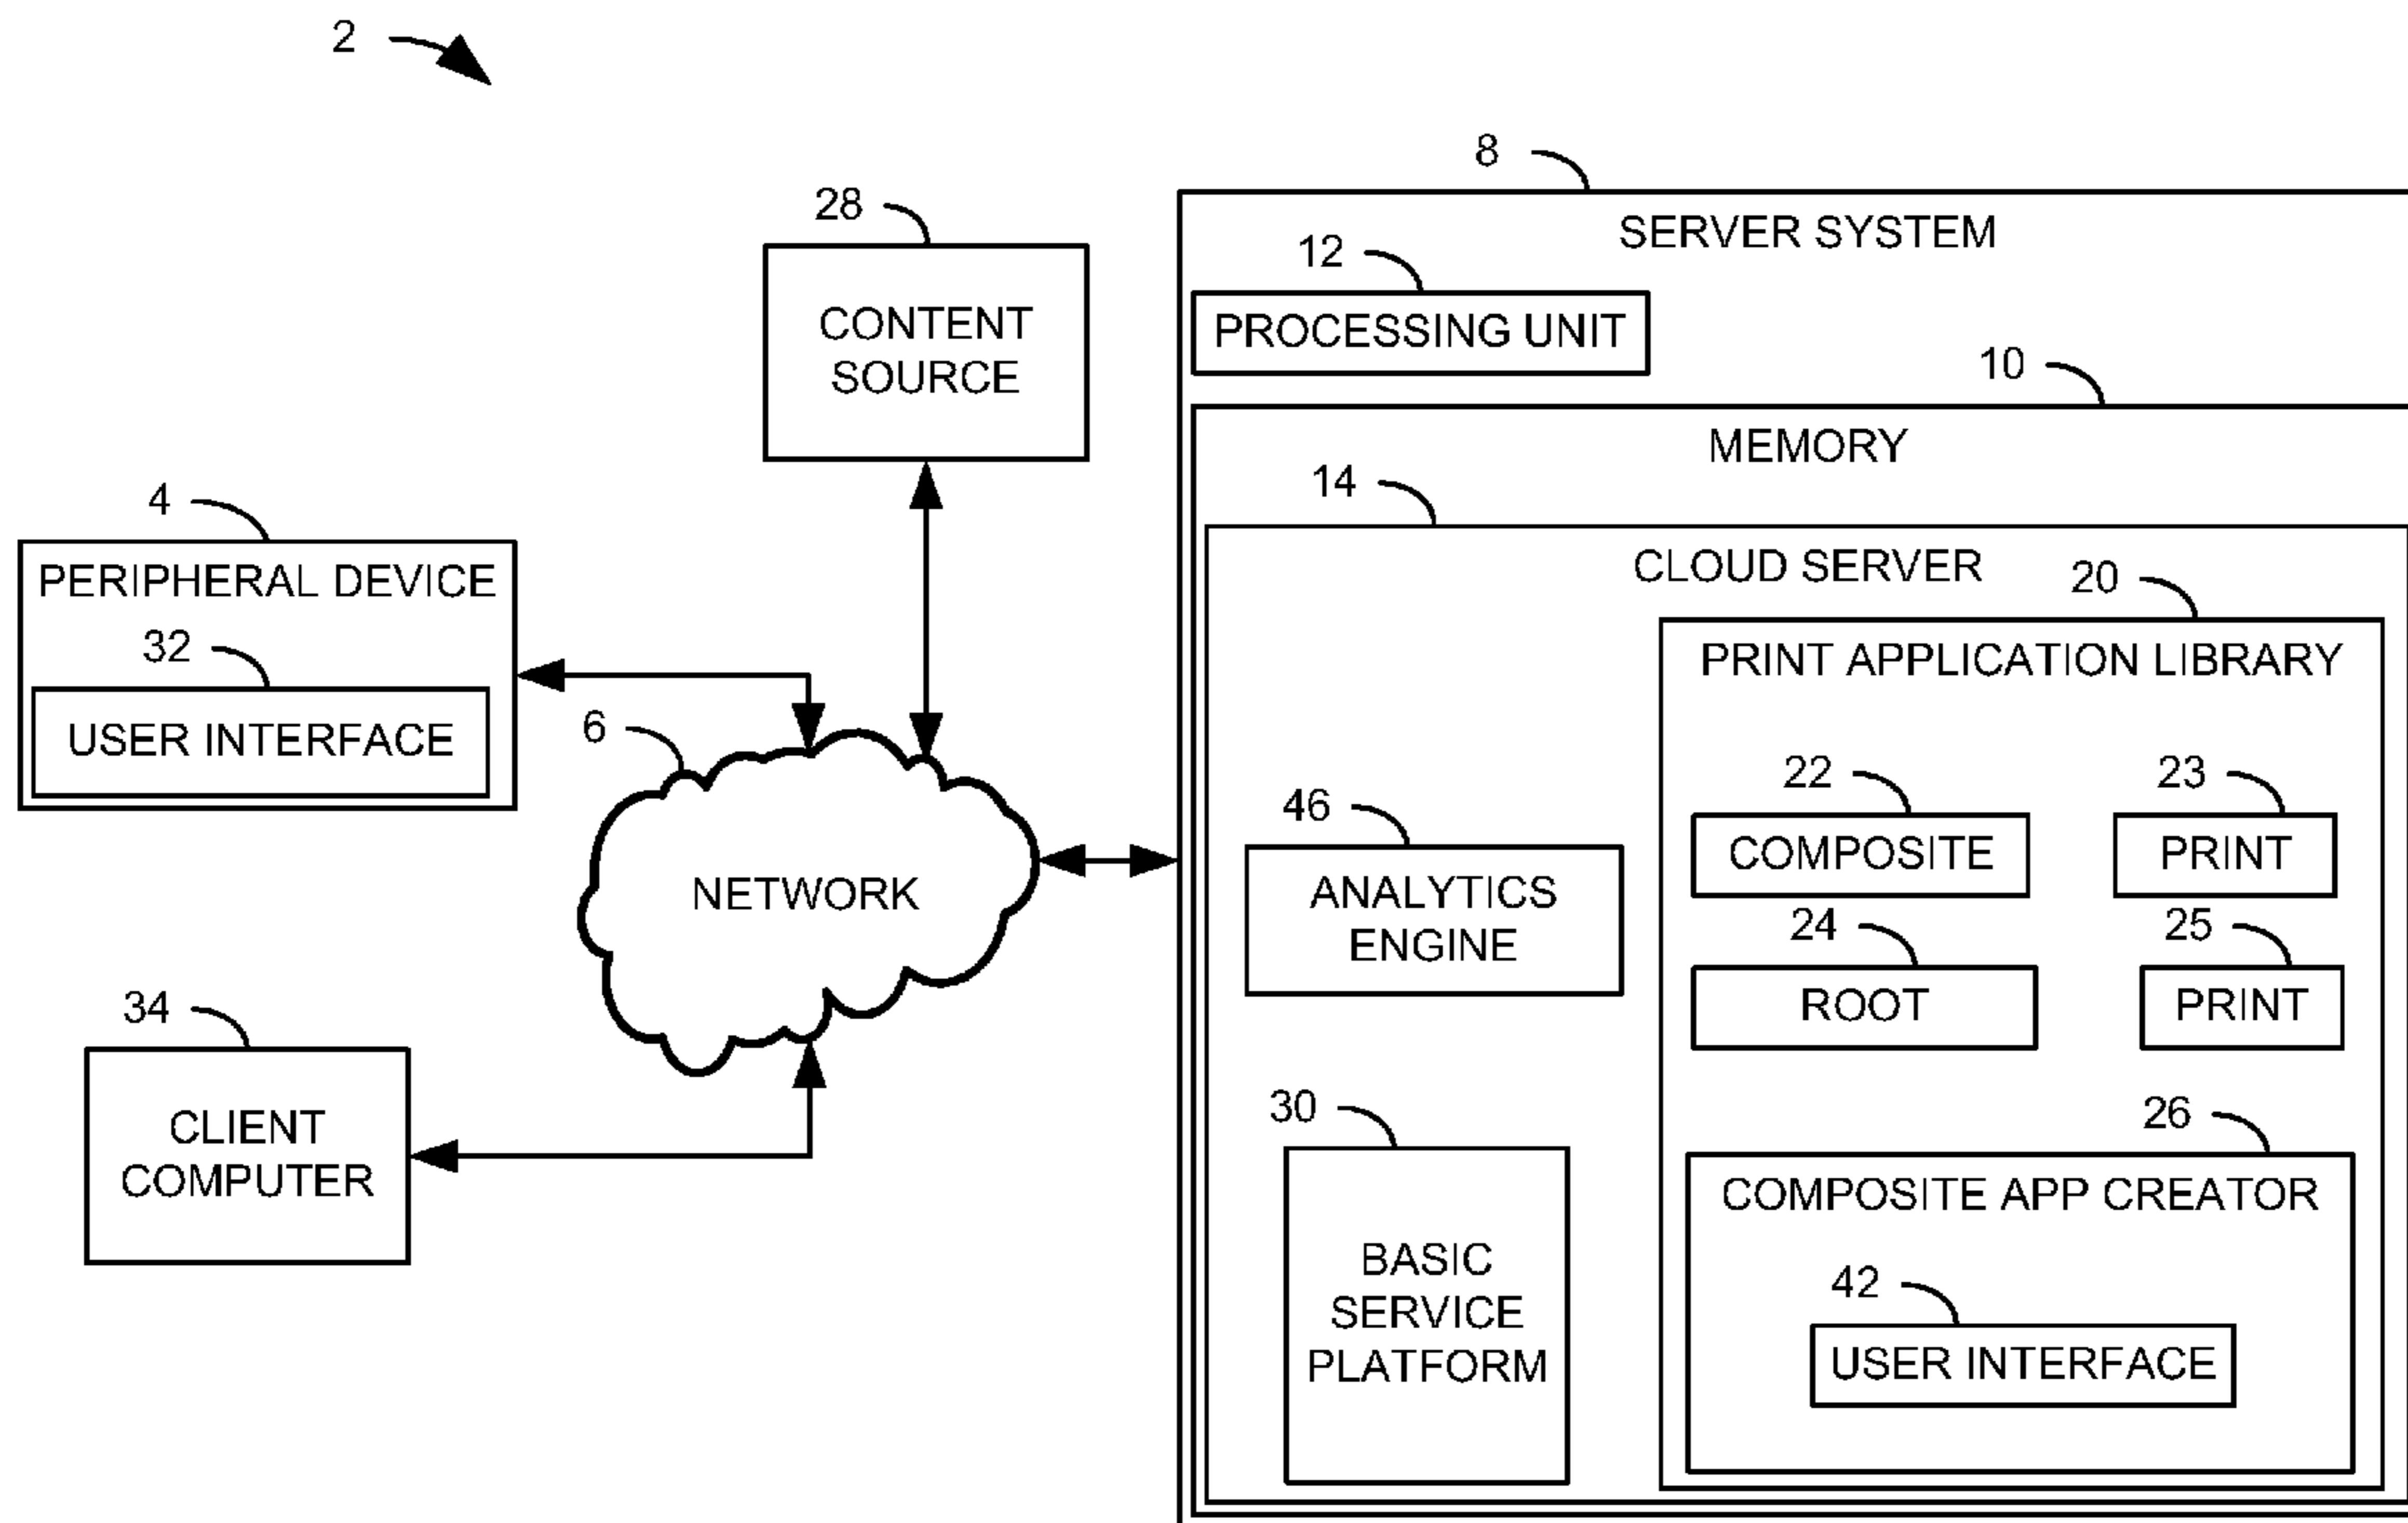 2
8
SERVER SYSTEM
28
12
CONTENT
SOURCE
PROCESSING UNIT
10
MEMORY
14
4
CLOUD SERVER
20
PERIPHERAL DEVICE
32
USER INTERFACE
PRINT APPLICATION LIBRARY
6
22
23
46
COMPOSITE
PRINT
NETWORK
ANALYTICS
ENGINE
24
25
ROOT
PRINT
34
CLIENT
COMPUTER
30
26
COMPOSITE APP CREATOR
BASIC
SERVICE
PLATFORM
42
USER INTERFACE